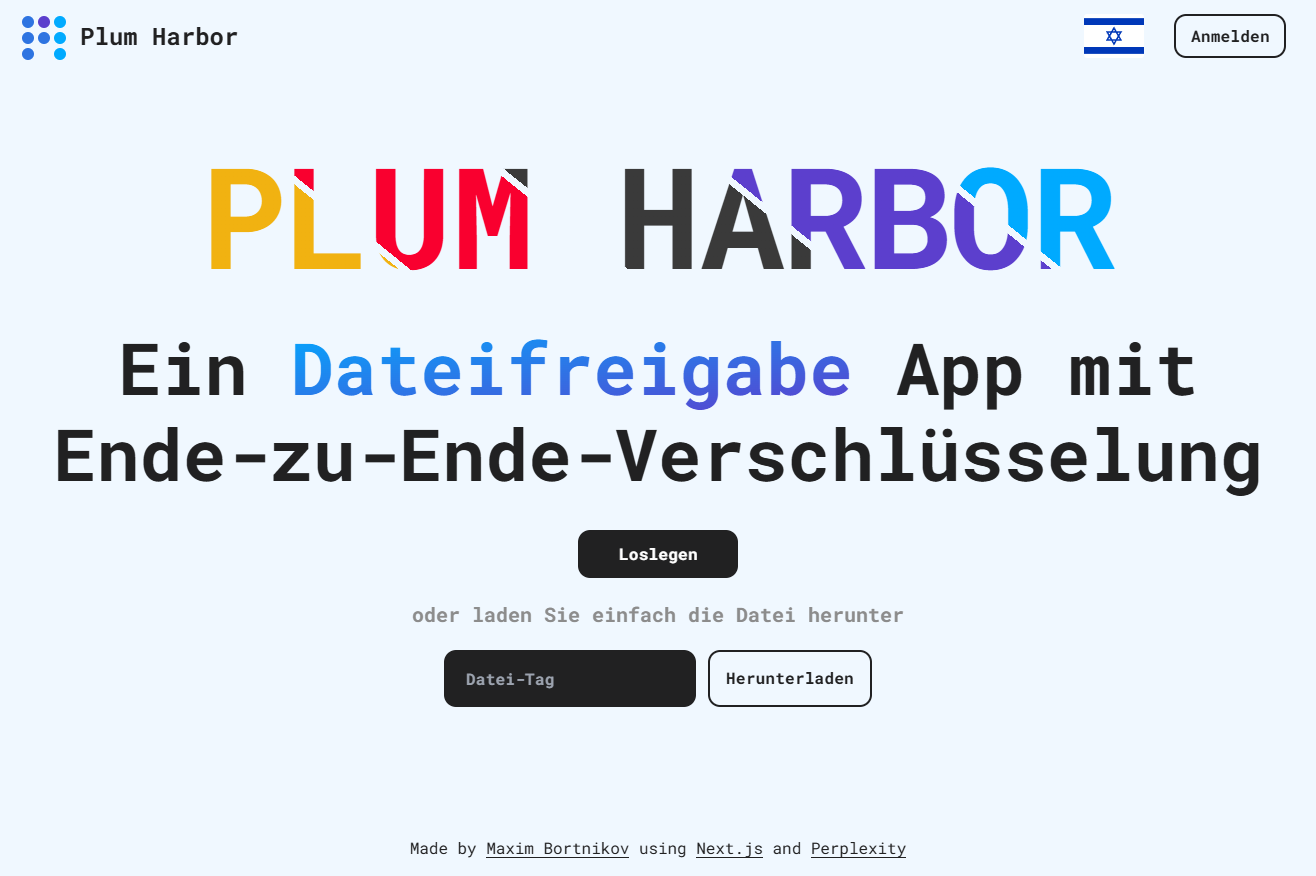 Plum Harbor
Anmelden
PLUM HARBOR
Ein Dateifreigabe App mit
Ende-zu-Ende-Verschlüsselung
Loslegen
oder laden Sie einfach die Datei herunter
Datei-Tag
Herunterladen
Made by Maxim Bortnikov using Next.js and Perplexity